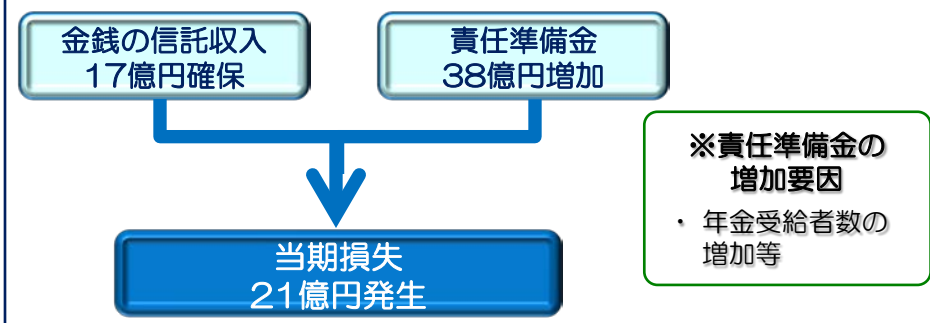 金銭の信託収入
17億円確保
責任準備金
38億円増加
※責任準備金の
増加要因
・ 年金受給者数の
増加等
当期損失
21億円発生